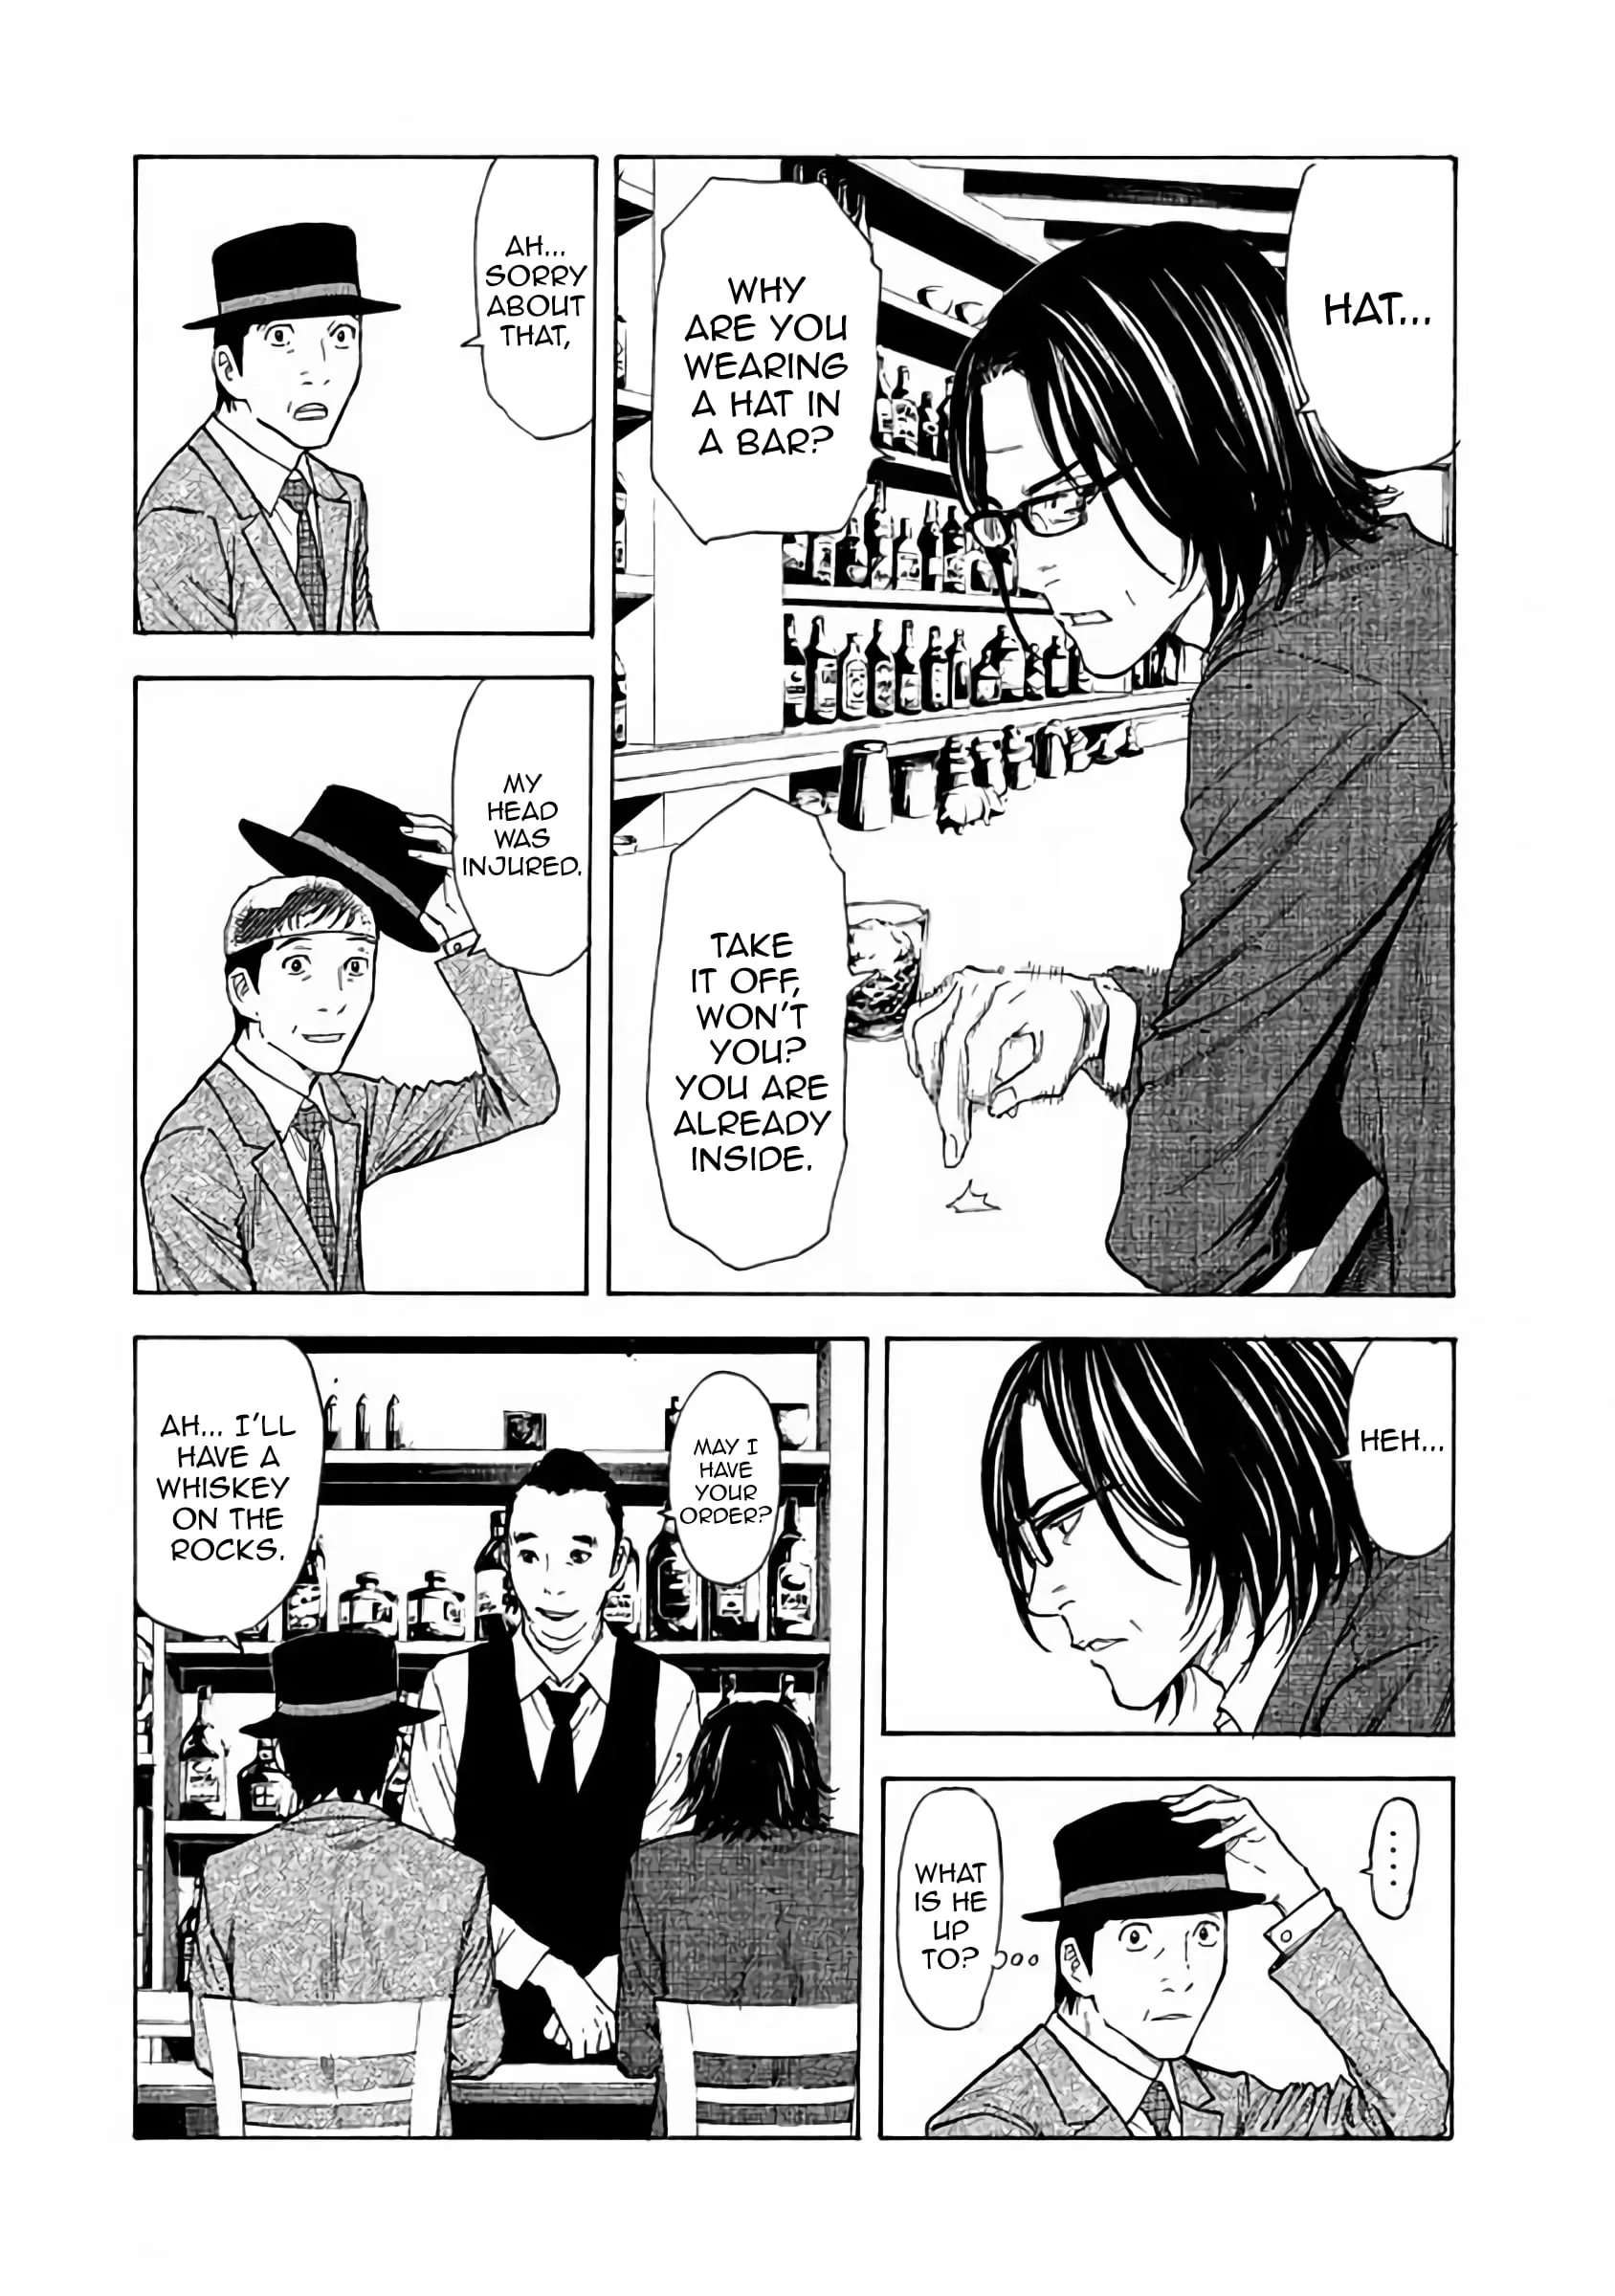 HAT...
WHY
ARE YOU
WEARING
A HAT IN
A BAR?
TAKE
IT OFF,
WON'T
YOU?
YOU ARE
ALREADY
INSIDE.
AH...
SORRY
ABOUT
THAT,
MY
HEAD
WAS
INJURED.
HEH...
.....
WHAT
IS HE
UP
TO?
MAY I
HAVE
YOUR
ORDER?
AH... I'LL
HAVE A
WHISKEY
ON THE
ROCKS.